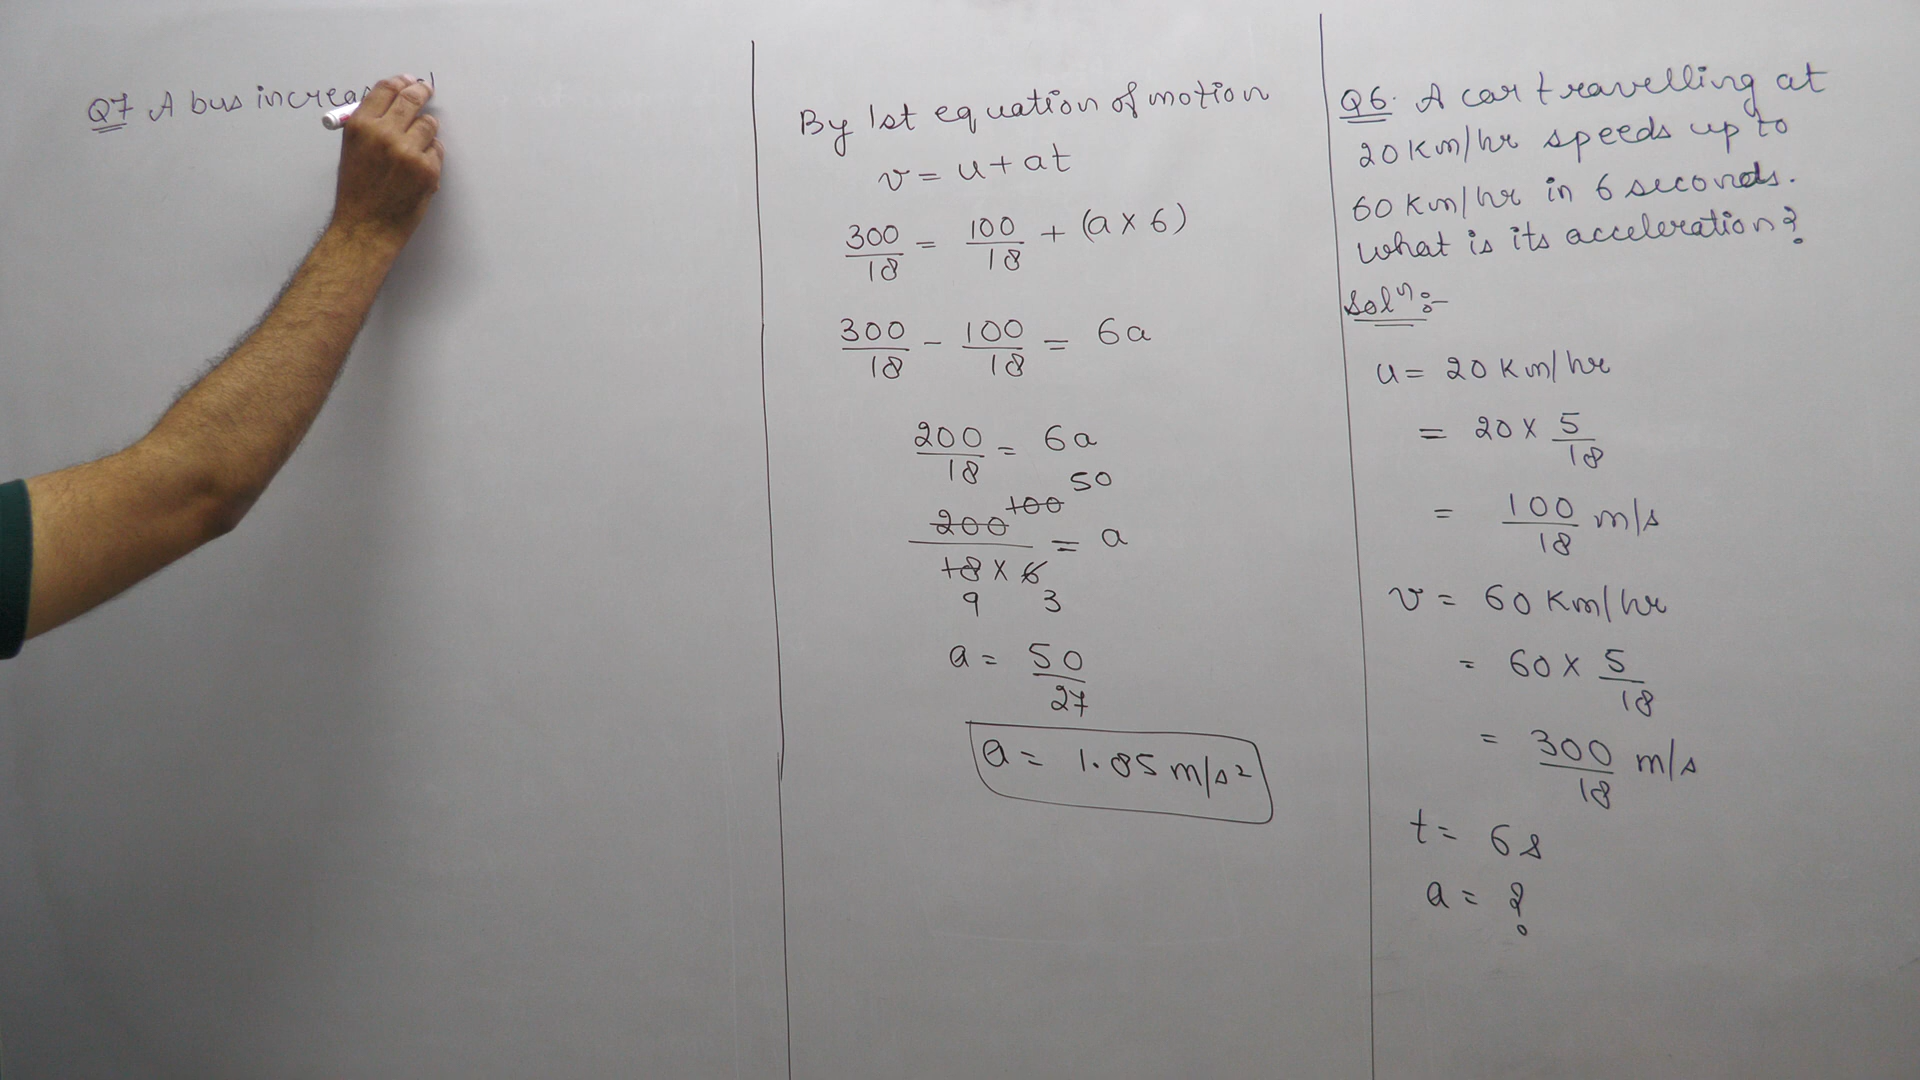 Q7 A bus increas
By 1st equation of motion
v = u + at
300/18 = 100/18 + (a × 6)
300/18 - 100/18 = 6a
200/18 = 6a
50
200 100
/18 × 6 = a
9 3
a = 50/27
a = 1.85 m/s²
Q6. A car travelling at
20 Km/hr speeds up to
60 Km/hr in 6 seconds.
What is its acceleration?
Solⁿ:-
u = 20 Km/hr
= 20 × 5/18
= 100/18 m/s
v = 60 Km/hr
= 60 × 5/18
= 300/18 m/s
t = 6s
a = ?